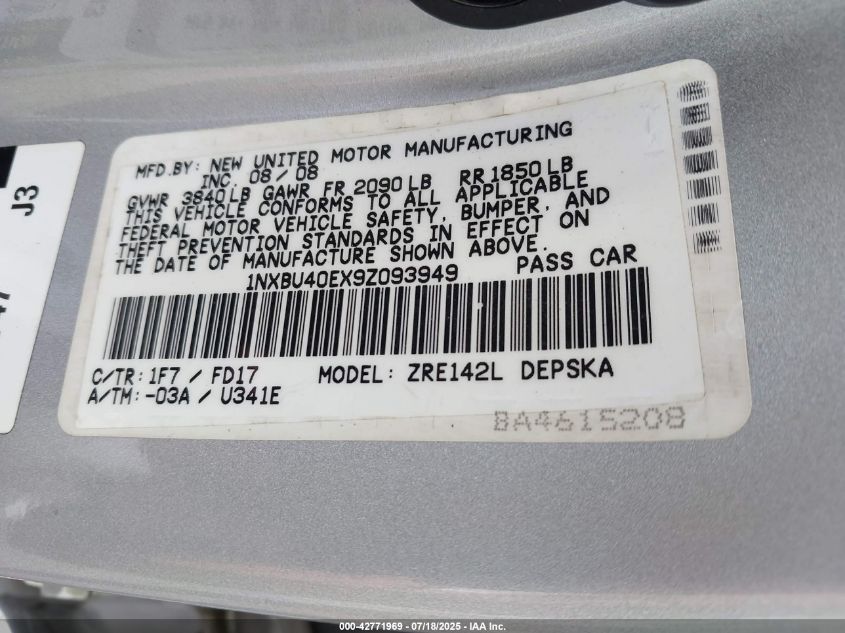 MFD.BY: NEW UNITED MOTOR MANUFACTURING
INC. 08/08
GVWR 3840LB GAWR FR 2090LB RR 1850LB
THIS VEHICLE CONFORMS TO ALL APPLICABLE
FEDERAL MOTOR VEHICLE SAFETY, BUMPER, AND
THEFT PREVENTION STANDARDS IN EFFECT ON
THE DATE OF MANUFACTURE SHOWN ABOVE.
1NXBU40EX9Z093949 PASS CAR
C/TR: 1F7 / FD17 MODEL: ZRE142L DEPSKA
A/TM: -03A / U341E
BA4615208
J3
000-42771969 | 07/18/2025 - IAA Inc.